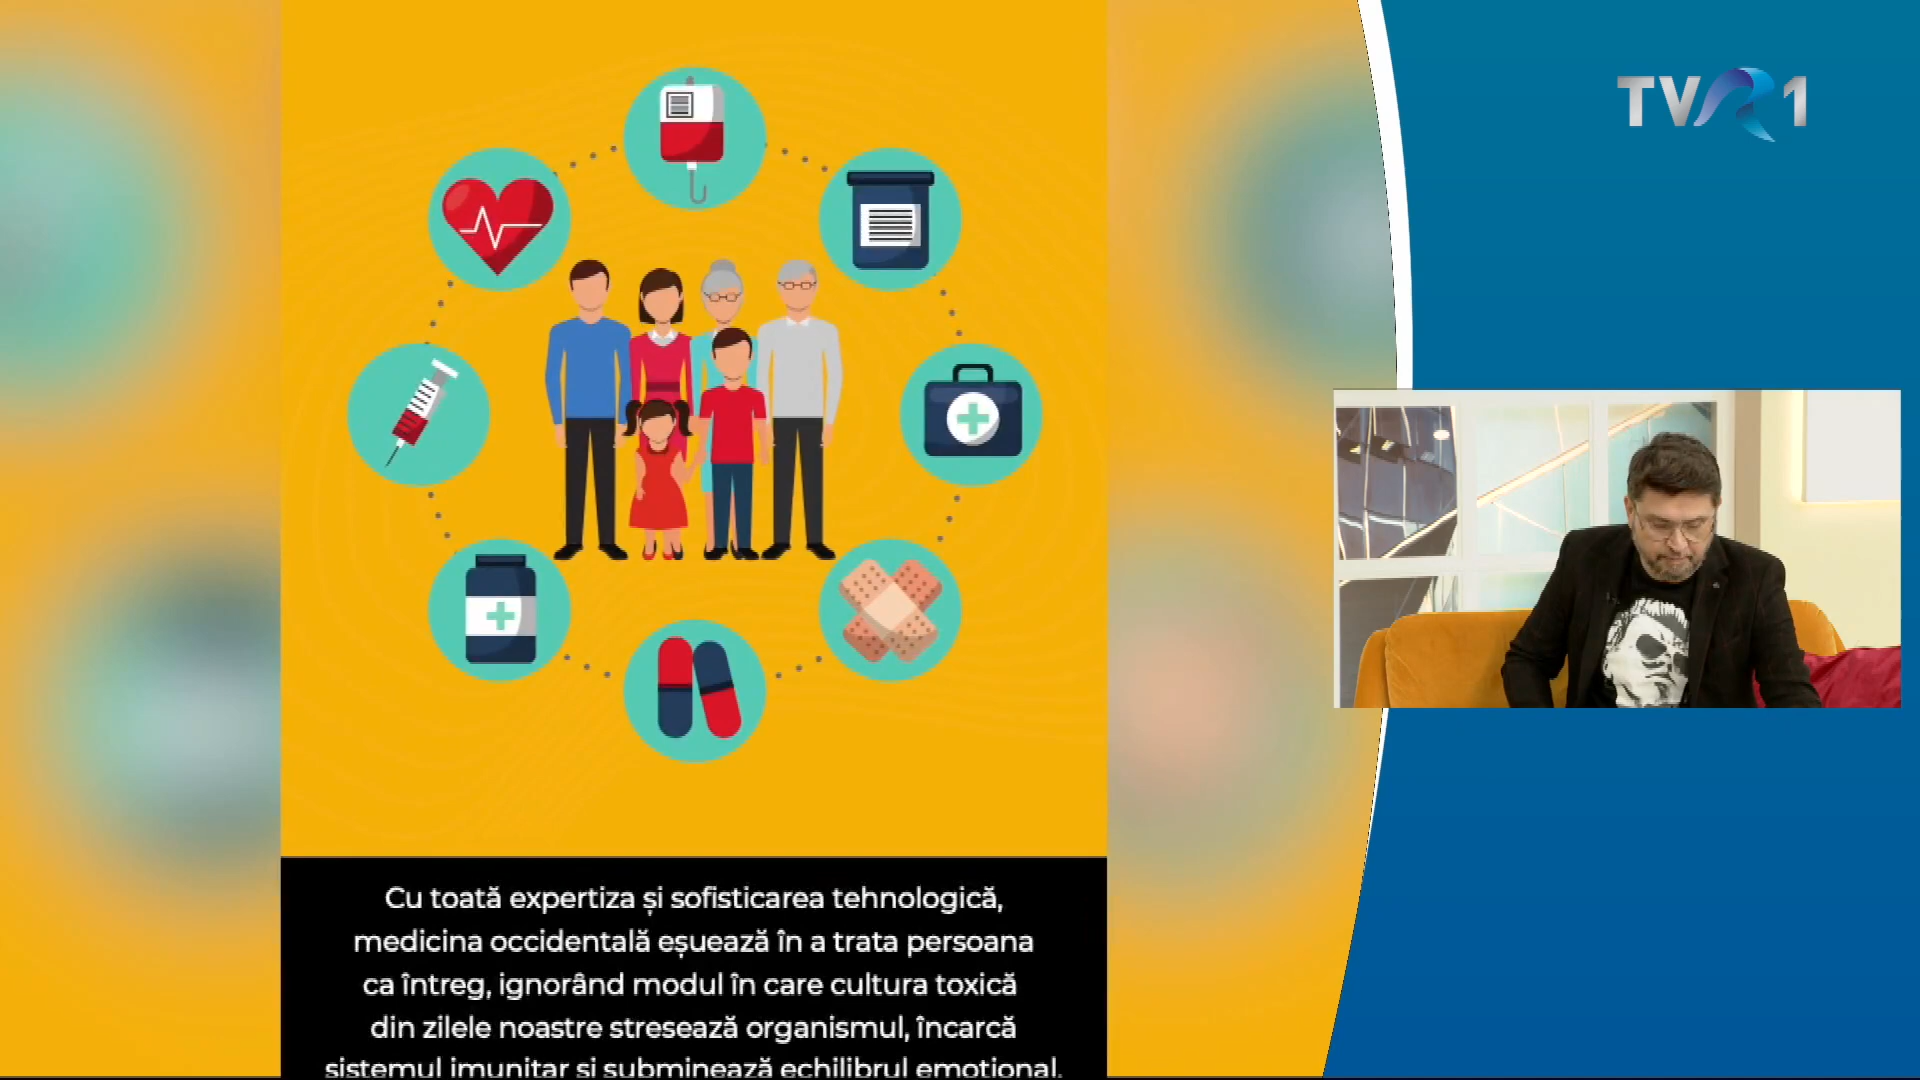 TVR1
Cu toată expertiza și sofisticarea tehnologică,
medicina occidentală eșuează în a trata persoana
ca întreg, ignorând modul în care cultura toxică
din zilele noastre stresează organismul, încarcă
sistemul imunitar și subminează echilibrul emoțional.